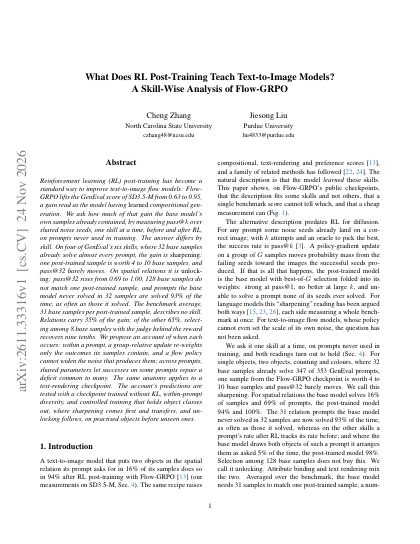 What Does RL Post-Training Teach Text-to-Image Models?
A Skill-Wise Analysis of Flow-GRPO
Cheng Zhang
North Carolina State University
czhang48@ncsu.edu
Jiesong Liu
Purdue University
liu4853@purdue.edu
arXiv:2611.33316v1 [cs.CV] 24 Nov 2026
Abstract
Reinforcement learning (RL) post-training has become a
standard way to improve text-to-image flow models: Flow-
GRPO lifts the GenEval score of SD3.5-M from 0.63 to 0.95,
a gain read as the model having learned compositional gen-
eration. We ask how much of that gain the base model's
own samples already contained, by measuring pass@k over
shared noise seeds, one skill at a time, before and after RL,
on prompts never used in training. The answer differs by
skill. On four skills, where 32 base samples
already solve almost every prompt, the gain is sharpening:
one post-trained sample is worth 4 to 10 base samples, and
pass@32 barely moves. On spatial relations it is unlock-
ing: pass@32 rises from 0.69 to 1.00, 128 base samples do
not match one post-trained sample, and prompts the base
model never solved in 32 samples are solved 93% of the
time, as often as those it solved. The benchmark average,
31 base samples per post-trained sample, describes no skill.
Relations carry 35% of the gain; of the other 65%, select-
ing among 8 base samples with the judge behind the reward
recovers nine tenths. We propose an account of when each
occurs: within a prompt, a group-relative update re-weights
only the outcomes its samples contain, and a flow policy
cannot widen the noise that produces them; across prompts,
shared parameters let successes on some prompts repair a
defect common to many. The same anatomy applies to a
text-rendering checkpoint. The account's predictions are
tested with a checkpoint trained without RL, within-prompt
diversity, and controlled training that holds object classes
out, where sharpening comes first and transfers, and un-
locking follows, on practised objects before unseen ones.
1. Introduction
A text-to-image model that puts two objects in the spatial
relation its prompt asks for in 16% of its samples does so
in 94% after RL post-training with Flow-GRPO [13] (our
measurements on SD3.5-M, Sec. 4). The same recipe raises
compositional, text-rendering and preference scores [13],
and a family of related methods has followed [22, 24]. The
natural description is that the model learned these skills.
This paper shows, on Flow-GRPO's public checkpoints,
that the description fits some skills and not others, that a
single benchmark score cannot tell which, and that a cheap
measurement can (Fig. 1).
The alternative description predates RL for diffusion.
For any prompt some noise seeds already land on a cor-
rect image; with k attempts and an oracle to pick the best,
the success rate is pass@k [3]. A policy-gradient update
on a group of G samples moves probability mass from the
failing seeds toward the images the successful seeds pro-
duced. If that is all that happens, the post-trained model
is the base model with best-of-G selection folded into its
weights: strong at pass@1, no better at large k, and un-
able to solve a prompt none of its seeds ever solved. For
language models this "sharpening" reading has been argued
both ways [15, 23, 26], each side measuring a whole bench-
mark at once. For text-to-image flow models, whose policy
cannot even set the scale of its own noise, the question has
not been asked.
We ask it one skill at a time, on prompts never used in
training, and both readings turn out to hold (Sec. 4). For
single objects, two objects, counting and colours, where 32
base samples already solve 347 of 353 GenEval prompts,
one sample from the Flow-GRPO checkpoint is worth 4 to
10 base samples and pass@32 barely moves. We call this
sharpening. For spatial relations the base model solves 16%
of samples and 69% of prompts, the post-trained model
94% and 100%. The 31 relation prompts the base model
never solved in 32 samples are now solved 93% of the time,
as often as those it solved, whereas on the other skills a
prompt's rate after RL tracks its rate before; and where the
base model draws both objects of such a prompt it arranges
them as asked 5% of the time, the post-trained model 98%.
Selection among 128 base samples does not buy this. We
call it unlocking. Attribute binding and text rendering mix
the two. Averaged over the benchmark, the base model
needs 31 samples to match one post-trained sample, a num-
1